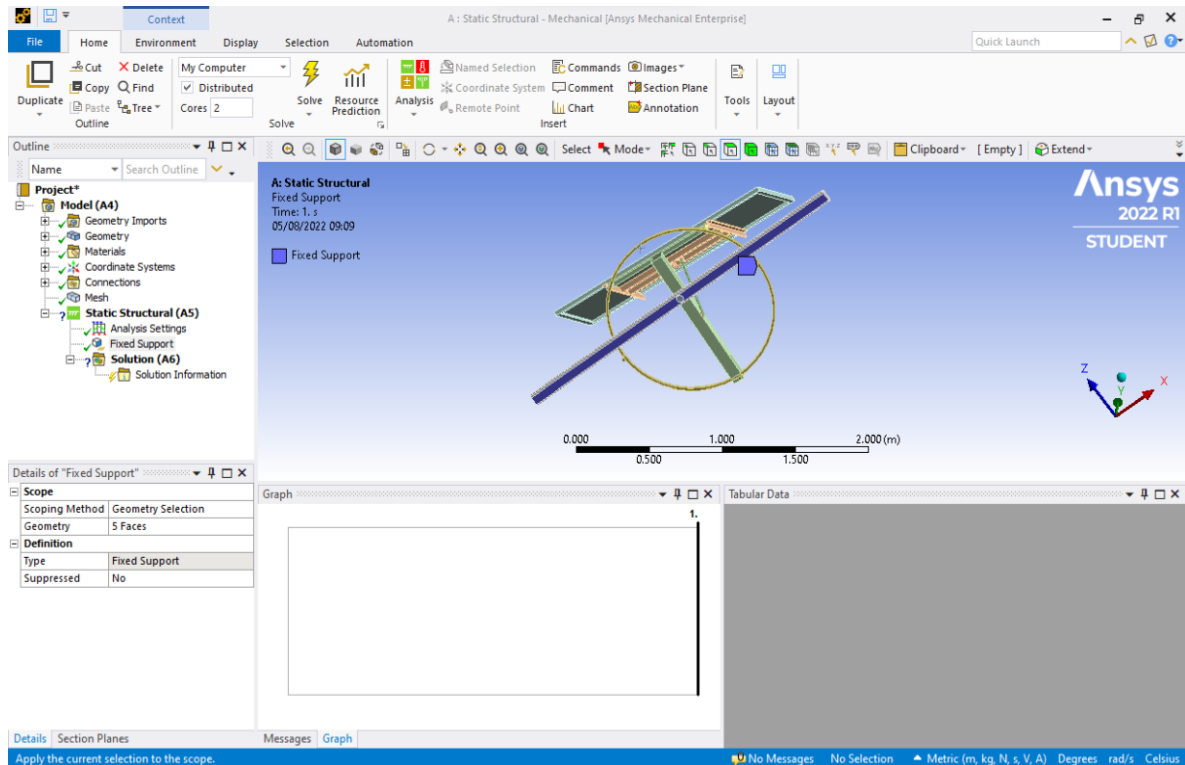 Context
A : Static Structural - Mechanical [Ansys Mechanical Enterprise]
File Home Environment Display Selection Automation
Quick Launch
Duplicate
Cut
Copy
Paste
Delete
Find
Tree
Outline
My Computer
Distributed
Cores 2
Solve
Resource Prediction
Solve
Analysis
Named Selection
Coordinate System
Remote Point
Commands
Comment
Chart
Images
Section Plane
Annotation
Insert
Tools
Layout
Outline
Name Search Outline
Select Mode Clipboard [ Empty ] Extend
Project*
Model (A4)
Geometry Imports
Geometry
Materials
Coordinate Systems
Connections
Mesh
Static Structural (A5)
Analysis Settings
Fixed Support
Solution (A6)
Solution Information
A: Static Structural
Fixed Support
Time: 1. s
05/08/2022 09:09
Fixed Support
Ansys
2022 R1
STUDENT
Z
X
Y
0.000 1.000 2.000 (m)
0.500 1.500
Details of "Fixed Support"
Scope
Scoping Method Geometry Selection
Geometry 5 Faces
Definition
Type Fixed Support
Suppressed No
Graph
1.
Tabular Data
Details Section Planes
Messages Graph
Apply the current selection to the scope.
No Messages No Selection Metric (m, kg, N, s, V, A) Degrees rad/s Celsius